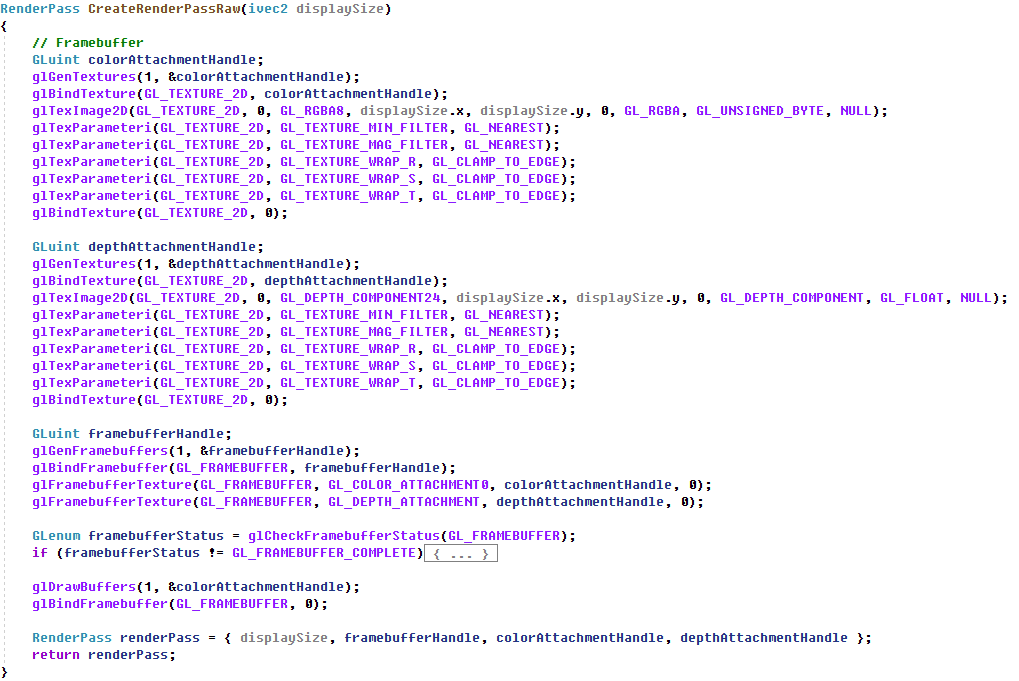 RenderPass CreateRenderPassRaw(ivec2 displaySize)
{
    // Framebuffer
    GLuint colorAttachmentHandle;
    glGenTextures(1, &colorAttachmentHandle);
    glBindTexture(GL_TEXTURE_2D, colorAttachmentHandle);
    glTexImage2D(GL_TEXTURE_2D, 0, GL_RGBA8, displaySize.x, displaySize.y, 0, GL_RGBA, GL_UNSIGNED_BYTE, NULL);
    glTexParameteri(GL_TEXTURE_2D, GL_TEXTURE_MIN_FILTER, GL_NEAREST);
    glTexParameteri(GL_TEXTURE_2D, GL_TEXTURE_MAG_FILTER, GL_NEAREST);
    glTexParameteri(GL_TEXTURE_2D, GL_TEXTURE_WRAP_R, GL_CLAMP_TO_EDGE);
    glTexParameteri(GL_TEXTURE_2D, GL_TEXTURE_WRAP_S, GL_CLAMP_TO_EDGE);
    glTexParameteri(GL_TEXTURE_2D, GL_TEXTURE_WRAP_T, GL_CLAMP_TO_EDGE);
    glBindTexture(GL_TEXTURE_2D, 0);

    GLuint depthAttachmentHandle;
    glGenTextures(1, &depthAttachmentHandle);
    glBindTexture(GL_TEXTURE_2D, depthAttachmentHandle);
    glTexImage2D(GL_TEXTURE_2D, 0, GL_DEPTH_COMPONENT24, displaySize.x, displaySize.y, 0, GL_DEPTH_COMPONENT, GL_FLOAT, NULL);
    glTexParameteri(GL_TEXTURE_2D, GL_TEXTURE_MIN_FILTER, GL_NEAREST);
    glTexParameteri(GL_TEXTURE_2D, GL_TEXTURE_MAG_FILTER, GL_NEAREST);
    glTexParameteri(GL_TEXTURE_2D, GL_TEXTURE_WRAP_R, GL_CLAMP_TO_EDGE);
    glTexParameteri(GL_TEXTURE_2D, GL_TEXTURE_WRAP_S, GL_CLAMP_TO_EDGE);
    glTexParameteri(GL_TEXTURE_2D, GL_TEXTURE_WRAP_T, GL_CLAMP_TO_EDGE);
    glBindTexture(GL_TEXTURE_2D, 0);

    GLuint framebufferHandle;
    glGenFramebuffers(1, &framebufferHandle);
    glBindFramebuffer(GL_FRAMEBUFFER, framebufferHandle);
    glFramebufferTexture(GL_FRAMEBUFFER, GL_COLOR_ATTACHMENT0, colorAttachmentHandle, 0);
    glFramebufferTexture(GL_FRAMEBUFFER, GL_DEPTH_ATTACHMENT, depthAttachmentHandle, 0);

    GLenum framebufferStatus = glCheckFramebufferStatus(GL_FRAMEBUFFER);
    if (framebufferStatus != GL_FRAMEBUFFER_COMPLETE){ ... }

    glDrawBuffers(1, &colorAttachmentHandle);
    glBindFramebuffer(GL_FRAMEBUFFER, 0);

    RenderPass renderPass = { displaySize, framebufferHandle, colorAttachmentHandle, depthAttachmentHandle };
    return renderPass;
}